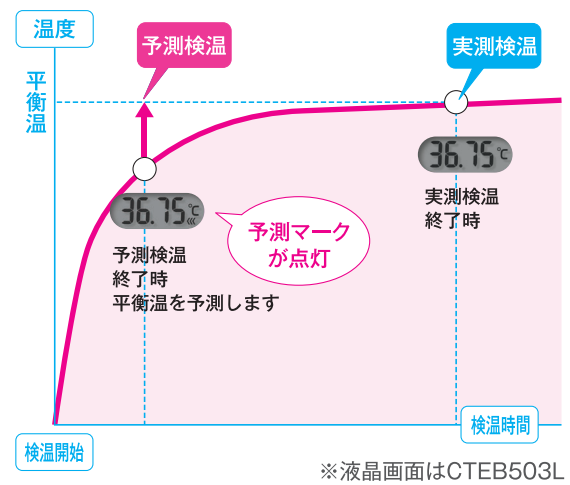 温度
予測検温
実測検温
平衡温
36.75℃
実測検温
終了時
36.75℃
予測マーク
が点灯
予測検温
終了時
平衡温を予測します
検温時間
検温開始
※液晶画面はCTEB503L